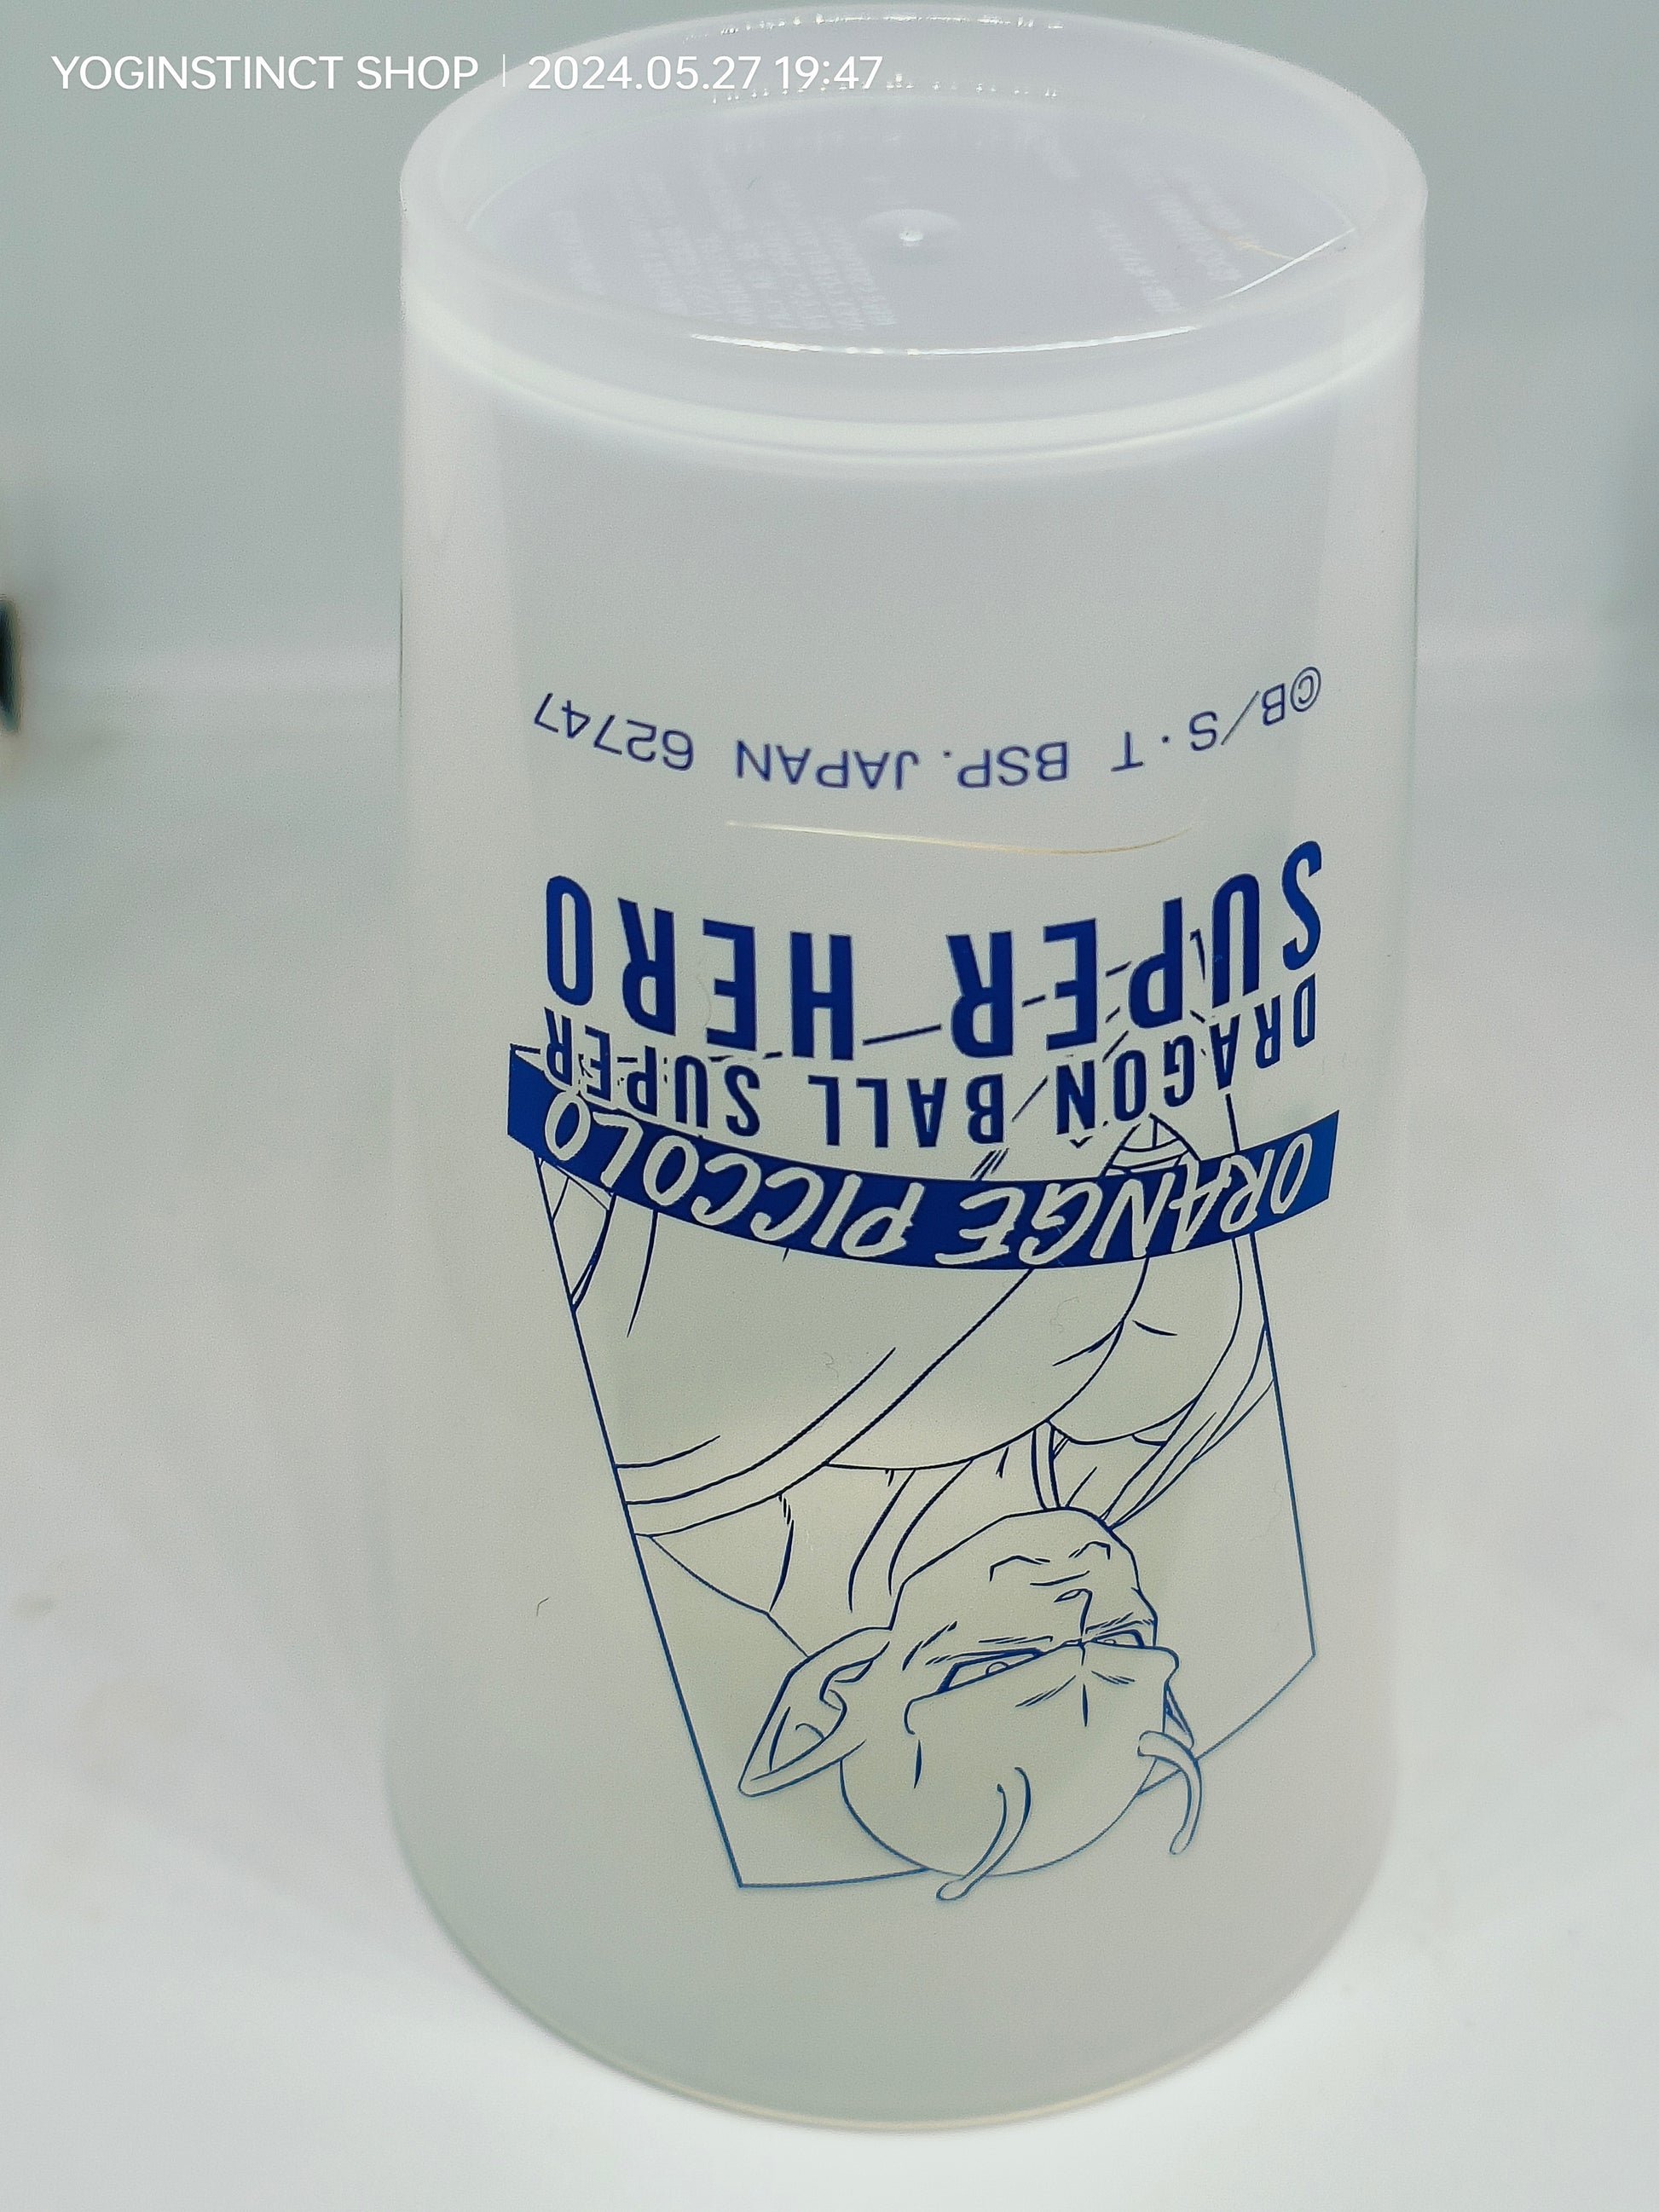 YOGINSTINCT SHOP | 2024.05.27 19:47
ORANGE PICCOLO
DRAGON BALL SUPER
SUPER HERO
©B/S・T BSP. JAPAN 62747